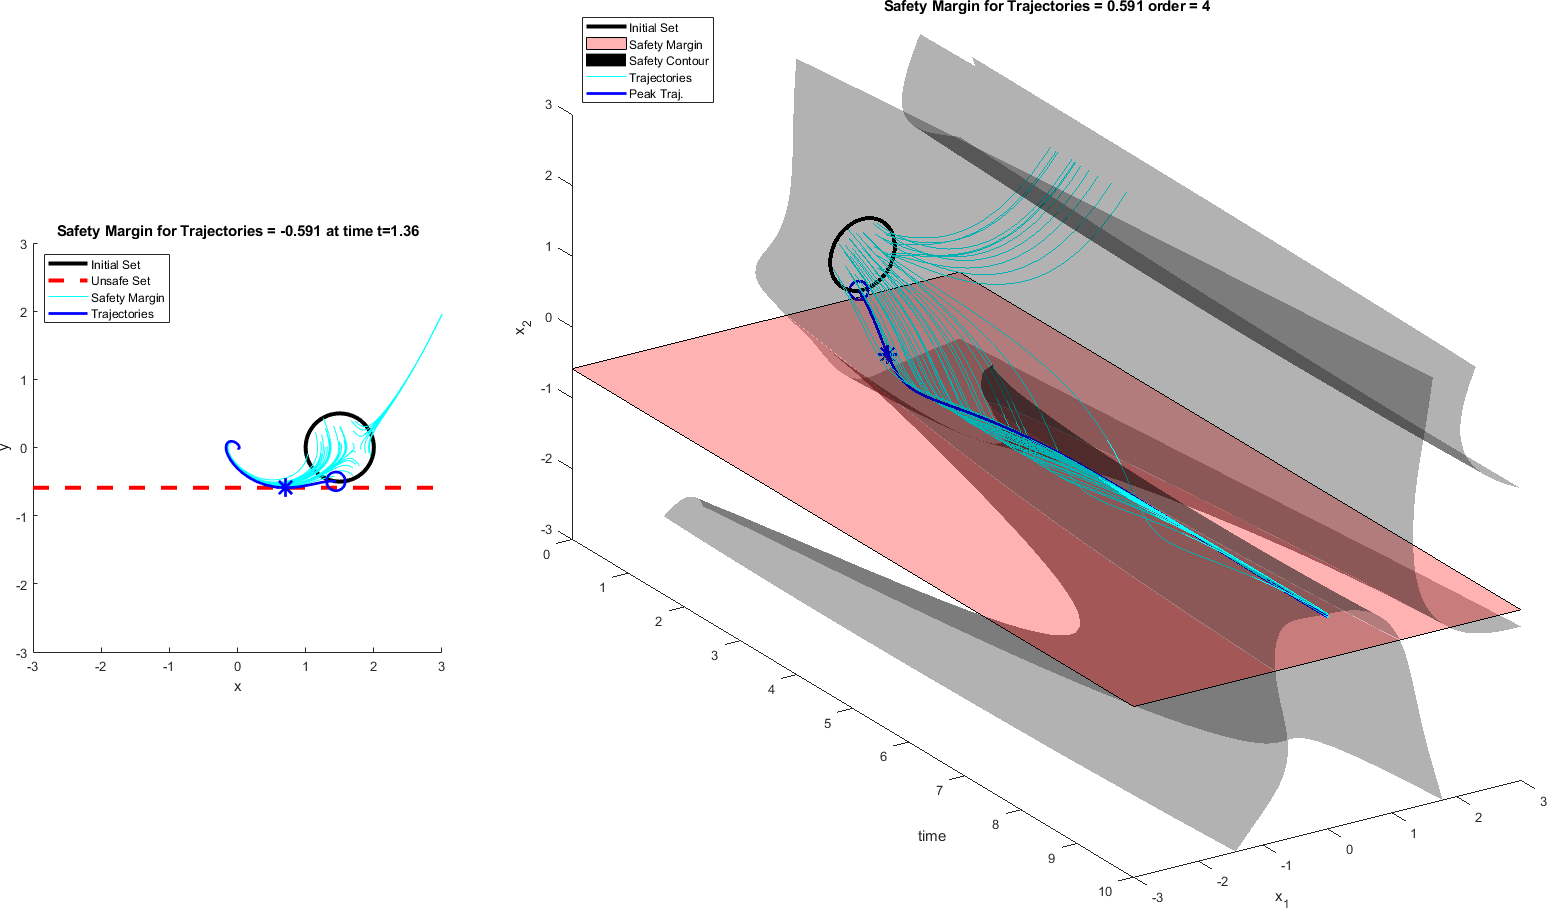 Safety Margin for Trajectories = -0.591 at time t=1.36
3
2
1
0
-1
-2
-3
y
-3
-2
-1
0
1
2
3
x
Initial Set
Unsafe Set
Safety Margin
Trajectories
Safety Margin for Trajectories = 0.591 order = 4
Initial Set
Safety Margin
Safety Contour
Trajectories
Peak Traj.
3
2
1
0
-1
-2
-3
x2
0
1
2
3
4
5
6
7
8
9
10
time
-3
-2
-1
0
1
2
3
x1